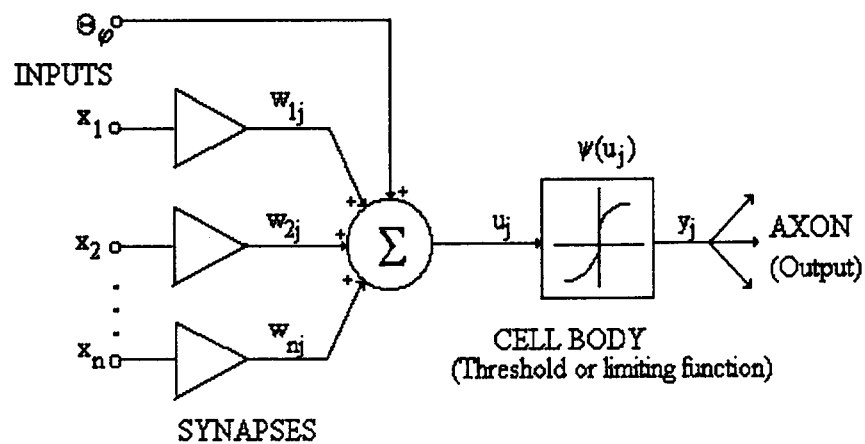 Θφ
INPUTS
x1
w1j
+
+
ψ(uj)
x2
w2j
+
Σ
uj
yj
AXON
(Output)
+
xn
wnj
CELL BODY
(Threshold or limiting function)
SYNAPSES